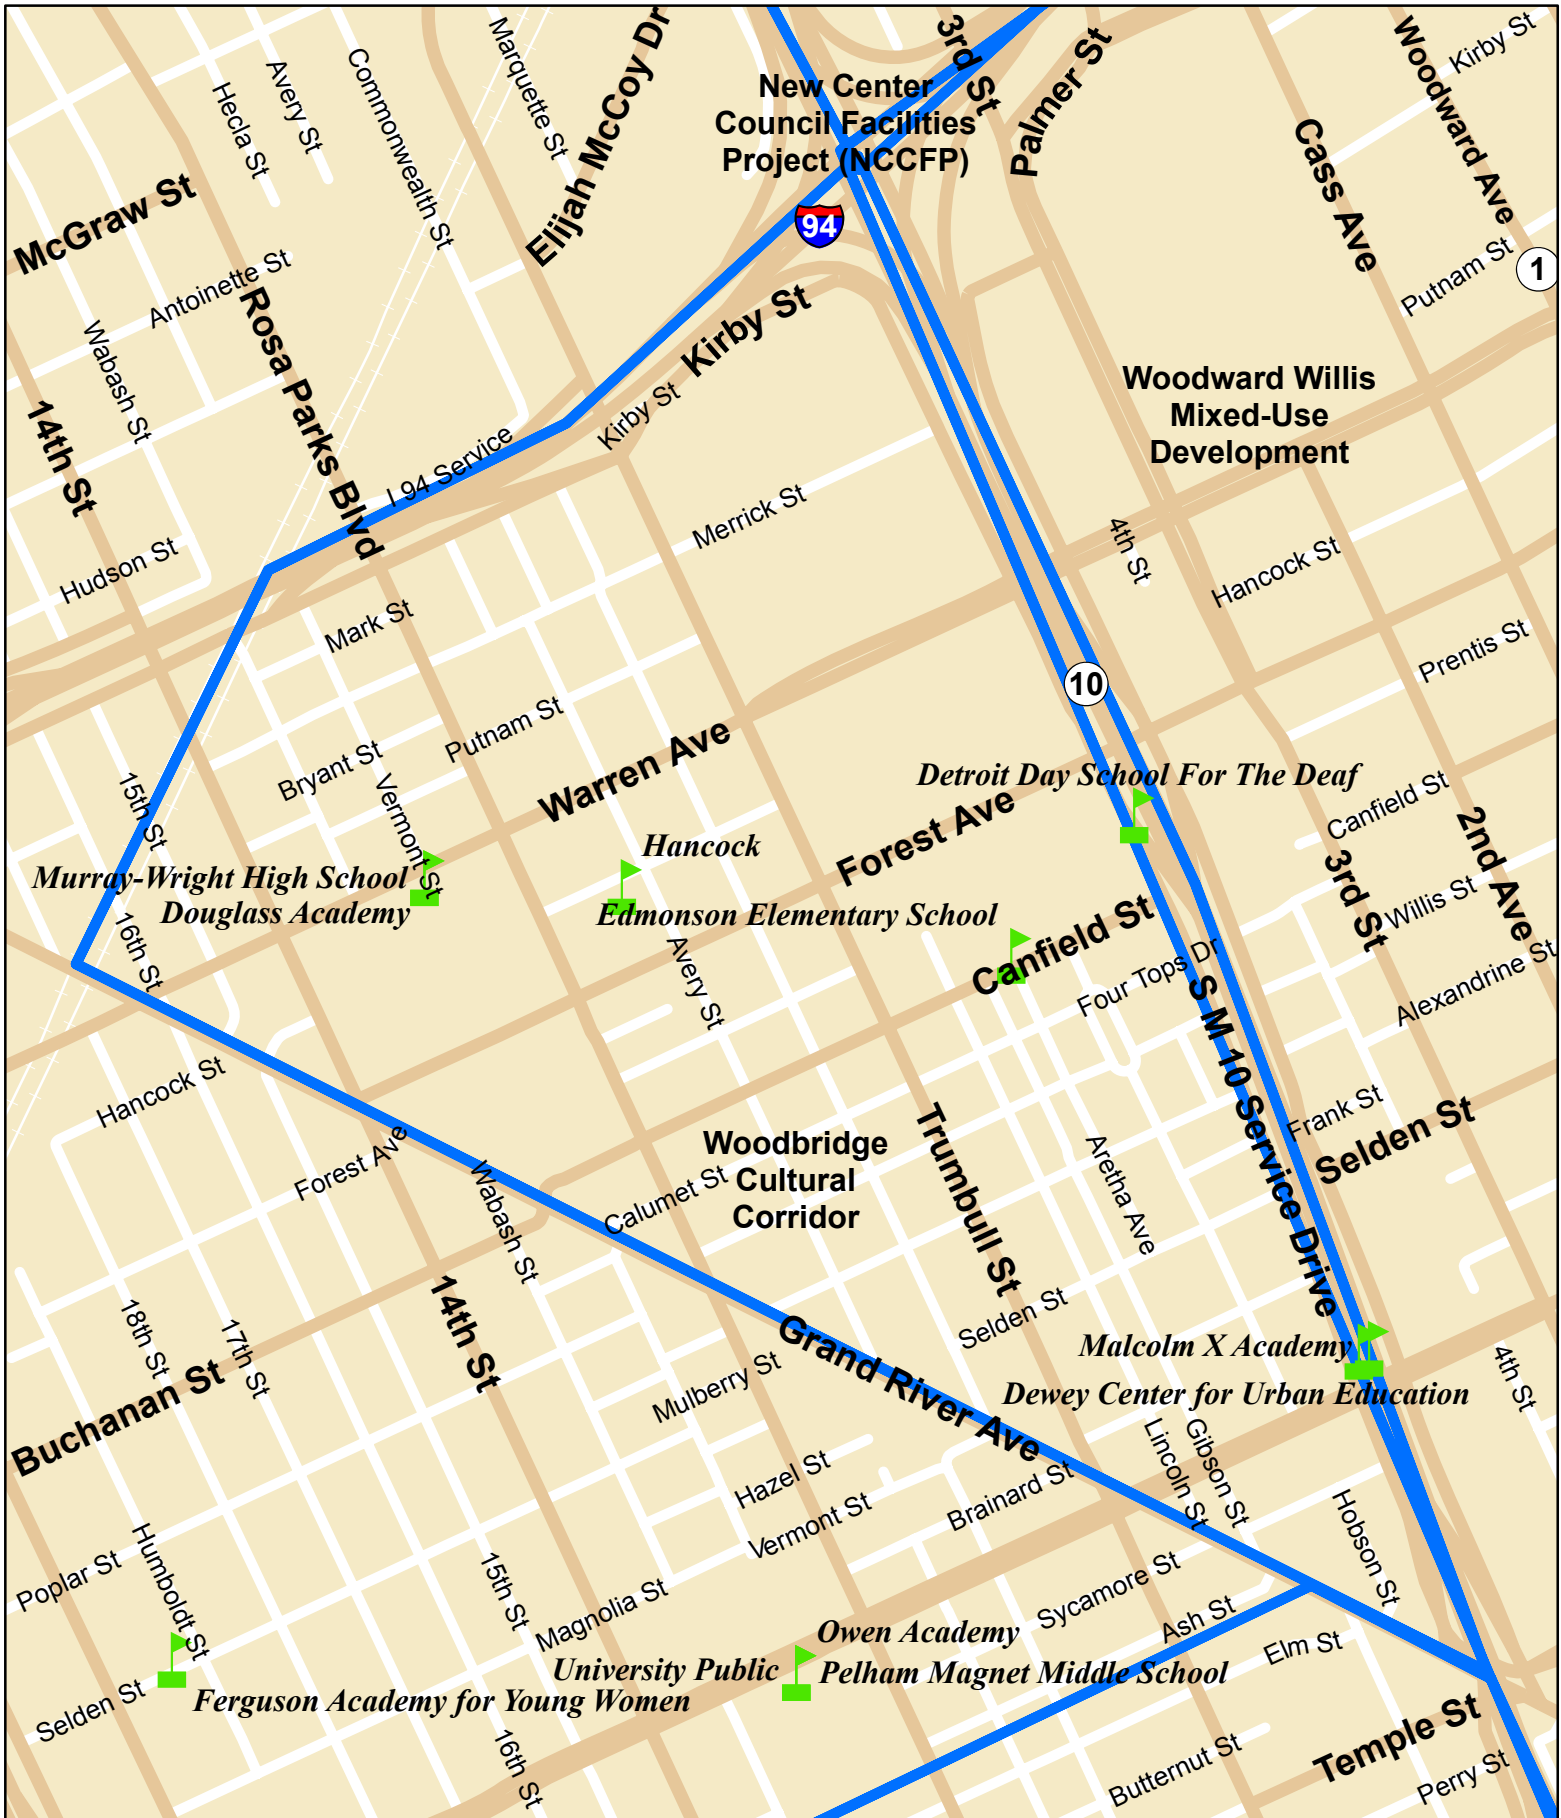 3rd St
Woodward Ave
Kirby St
Marquette St
Elijah McCoy Dr
Palmer St
Commonwealth St
Avery St
Hecla St
New Center
Council Facilities
Project (NCCFP)
Cass Ave
McGraw St
94
Putnam St
1
Antoinette St
Rosa Parks Blvd
Kirby St
Wabash St
Woodward Willis
Mixed-Use
Development
Kirby St
14th St
I 94 Service
Merrick St
4th St
Hudson St
Hancock St
Mark St
Prentis St
10
Putnam St
Bryant St
Warren Ave
Detroit Day School For The Deaf
15th St
Vermont St
Forest Ave
Canfield St
2nd Ave
Hancock
Murray-Wright High School
Douglass Academy
3rd St
Willis St
Edmonson Elementary School
16th St
Canfield St
Avery St
Four Tops Dr
Alexandrine St
S M 10 Service Drive
Hancock St
Frank St
Selden St
Forest Ave
Wabash St
Calumet St
Woodbridge
Cultural
Corridor
Trumbull St
Aretha Ave
18th St
17th St
14th St
Selden St
Grand River Ave
Malcolm X Academy
4th St
Buchanan St
Mulberry St
Dewey Center for Urban Education
Lincoln St
Gibson St
Hazel St
Brainard St
Vermont St
Hobson St
Poplar St
Humboldt St
15th St
Magnolia St
Sycamore St
Ash St
Elm St
Owen Academy
University Public
Pelham Magnet Middle School
Selden St
Ferguson Academy for Young Women
16th St
Temple St
Butternut St
Perry St